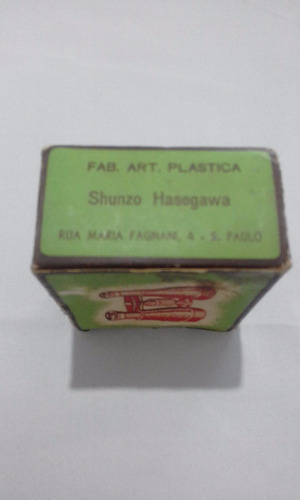 FAB. ART. PLASTICA
Shunzo Hasegawa
RUA MARIA FAGNANI, 4 - S. PAULO